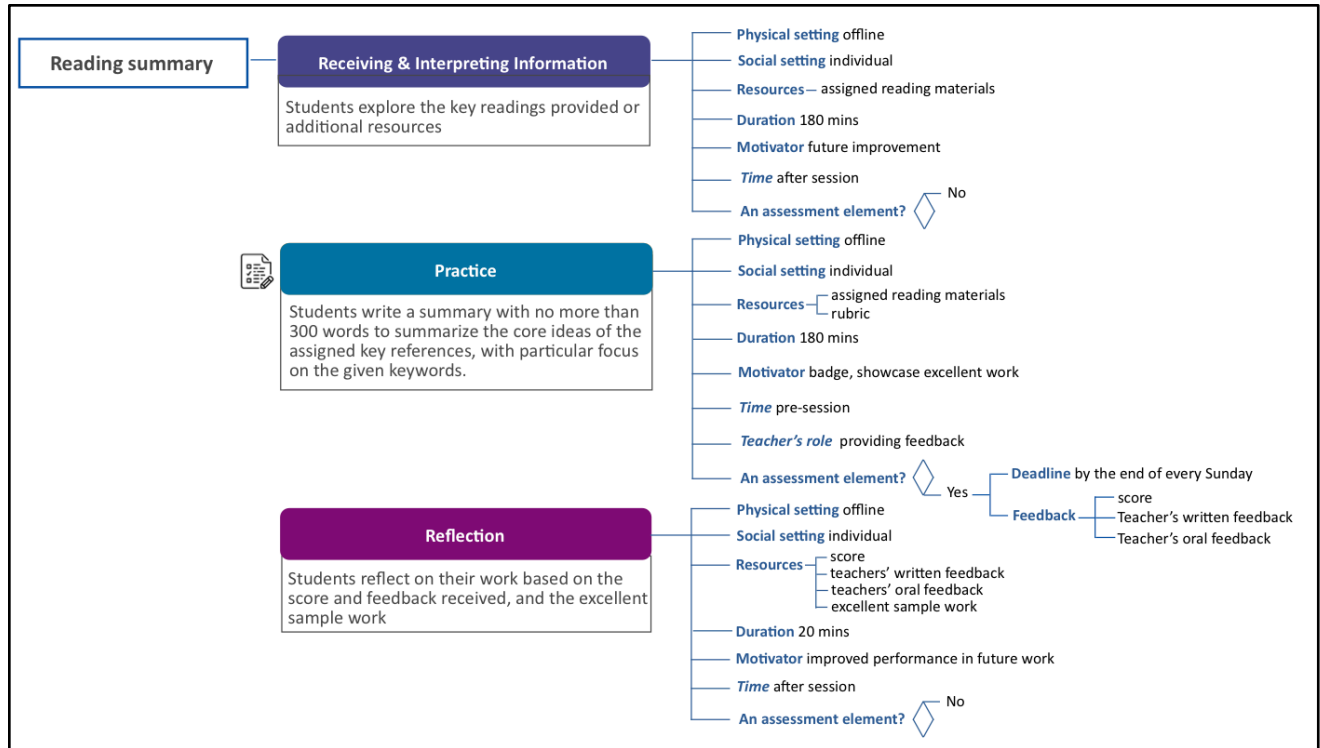 Reading summary
Receiving & Interpreting Information
Students explore the key readings provided or
additional resources
Physical setting offline
Social setting individual
Resources assigned reading materials
Duration 180 mins
Motivator future improvement
Time after session
An assessment element?
No
Practice
Students write a summary with no more than
300 words to summarize the core ideas of the
assigned key references, with particular focus
on the given keywords.
Physical setting offline
Social setting individual
Resources
assigned reading materials
rubric
Duration 180 mins
Motivator badge, showcase excellent work
Time pre-session
Teacher's role providing feedback
An assessment element?
Yes
Deadline by the end of every Sunday
Feedback
score
Teacher's written feedback
Teacher's oral feedback
Reflection
Students reflect on their work based on the
score and feedback received, and the excellent
sample work
Physical setting offline
Social setting individual
Resources
score
teachers' written feedback
teachers' oral feedback
excellent sample work
Duration 20 mins
Motivator improved performance in future work
Time after session
An assessment element?
No